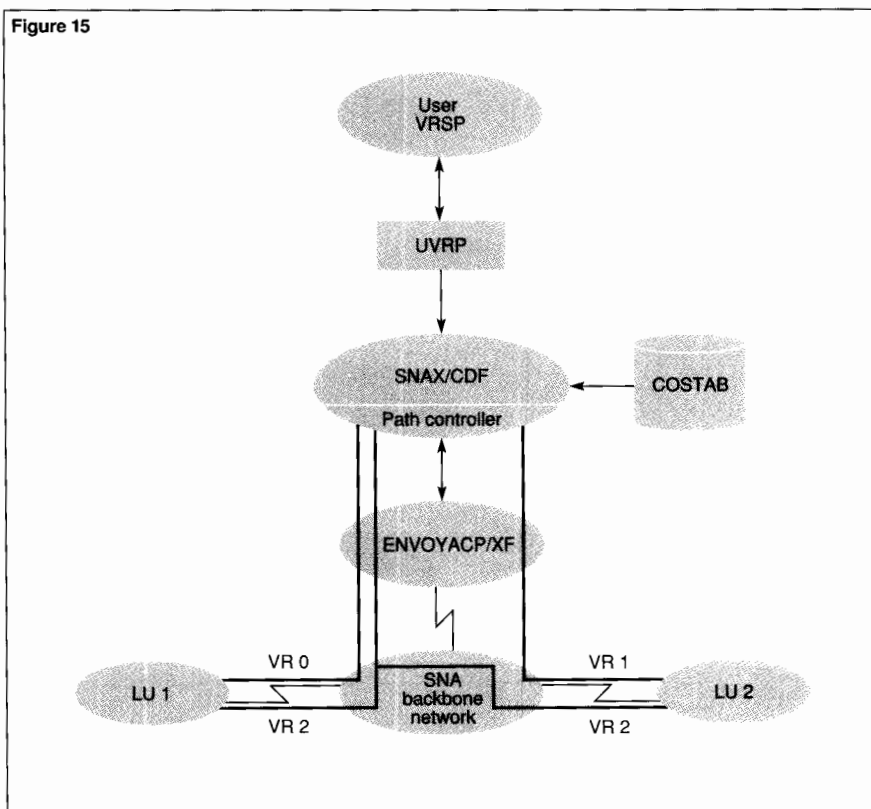 Figure 15
User
VRSP
UVRP
SNAX/CDF
COSTAB
Path controller
ENVOYACP/XF
VR 0
VR 1
LU 1
SNA
backbone
network
LU 2
VR 2
VR 2